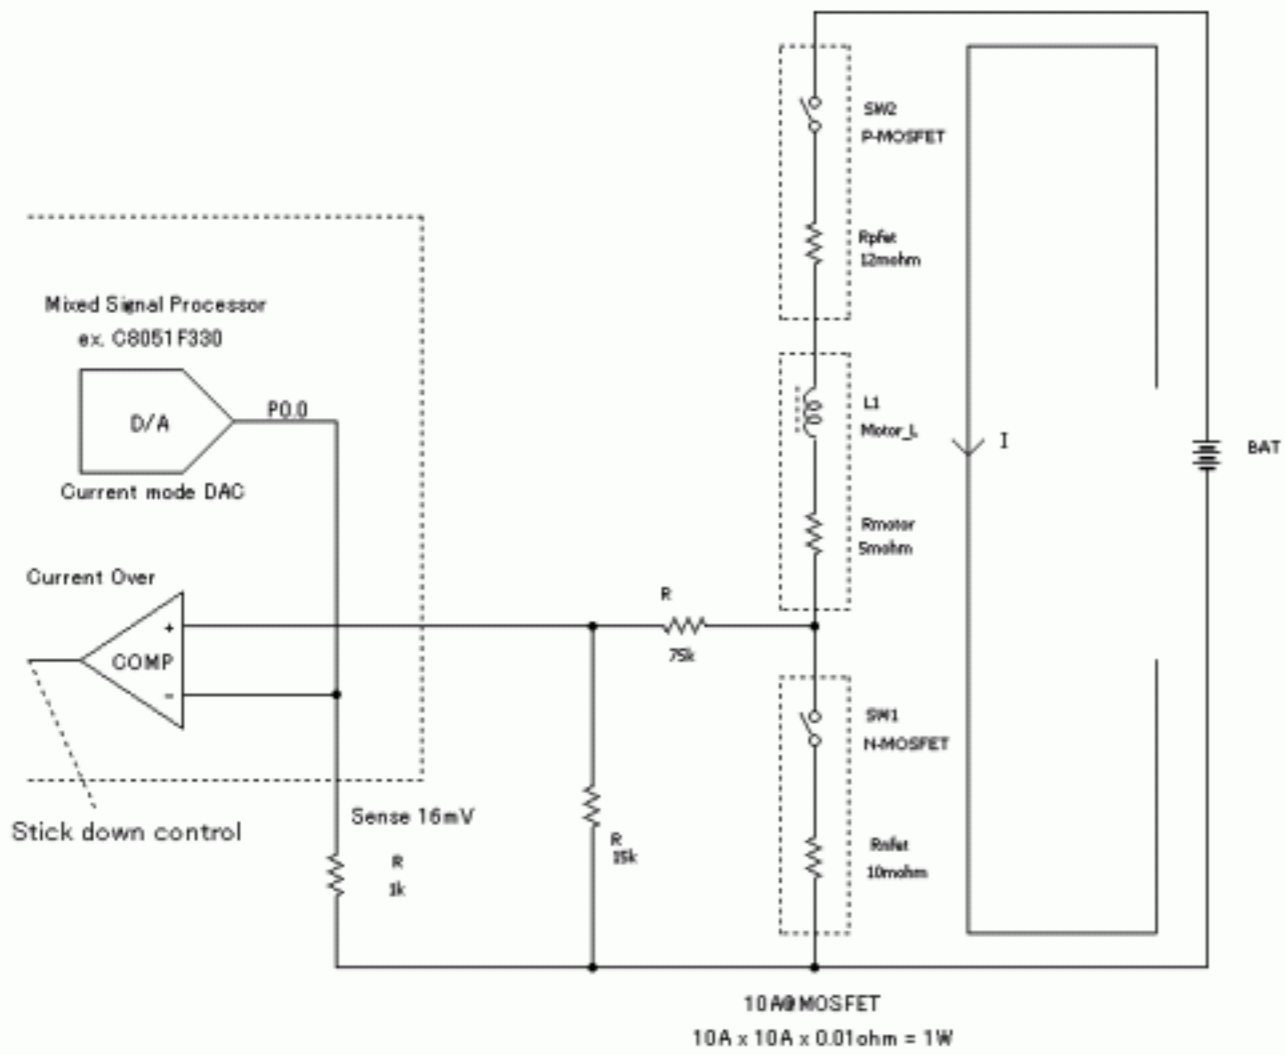 SW2
P-MOSFET
Rpfet
12mohm
Mixed Signal Processor
ex. C8051F330
D/A
P0.0
Current mode DAC
L1
Motor_L
I
BAT
Rmotor
5mohm
Current Over
+
COMP
-
R
75k
SW1
N-MOSFET
Stick down control
Sense 16mV
R
1k
R
15k
Rnfet
10mohm
10A@MOSFET
10A x 10A x 0.01ohm = 1W